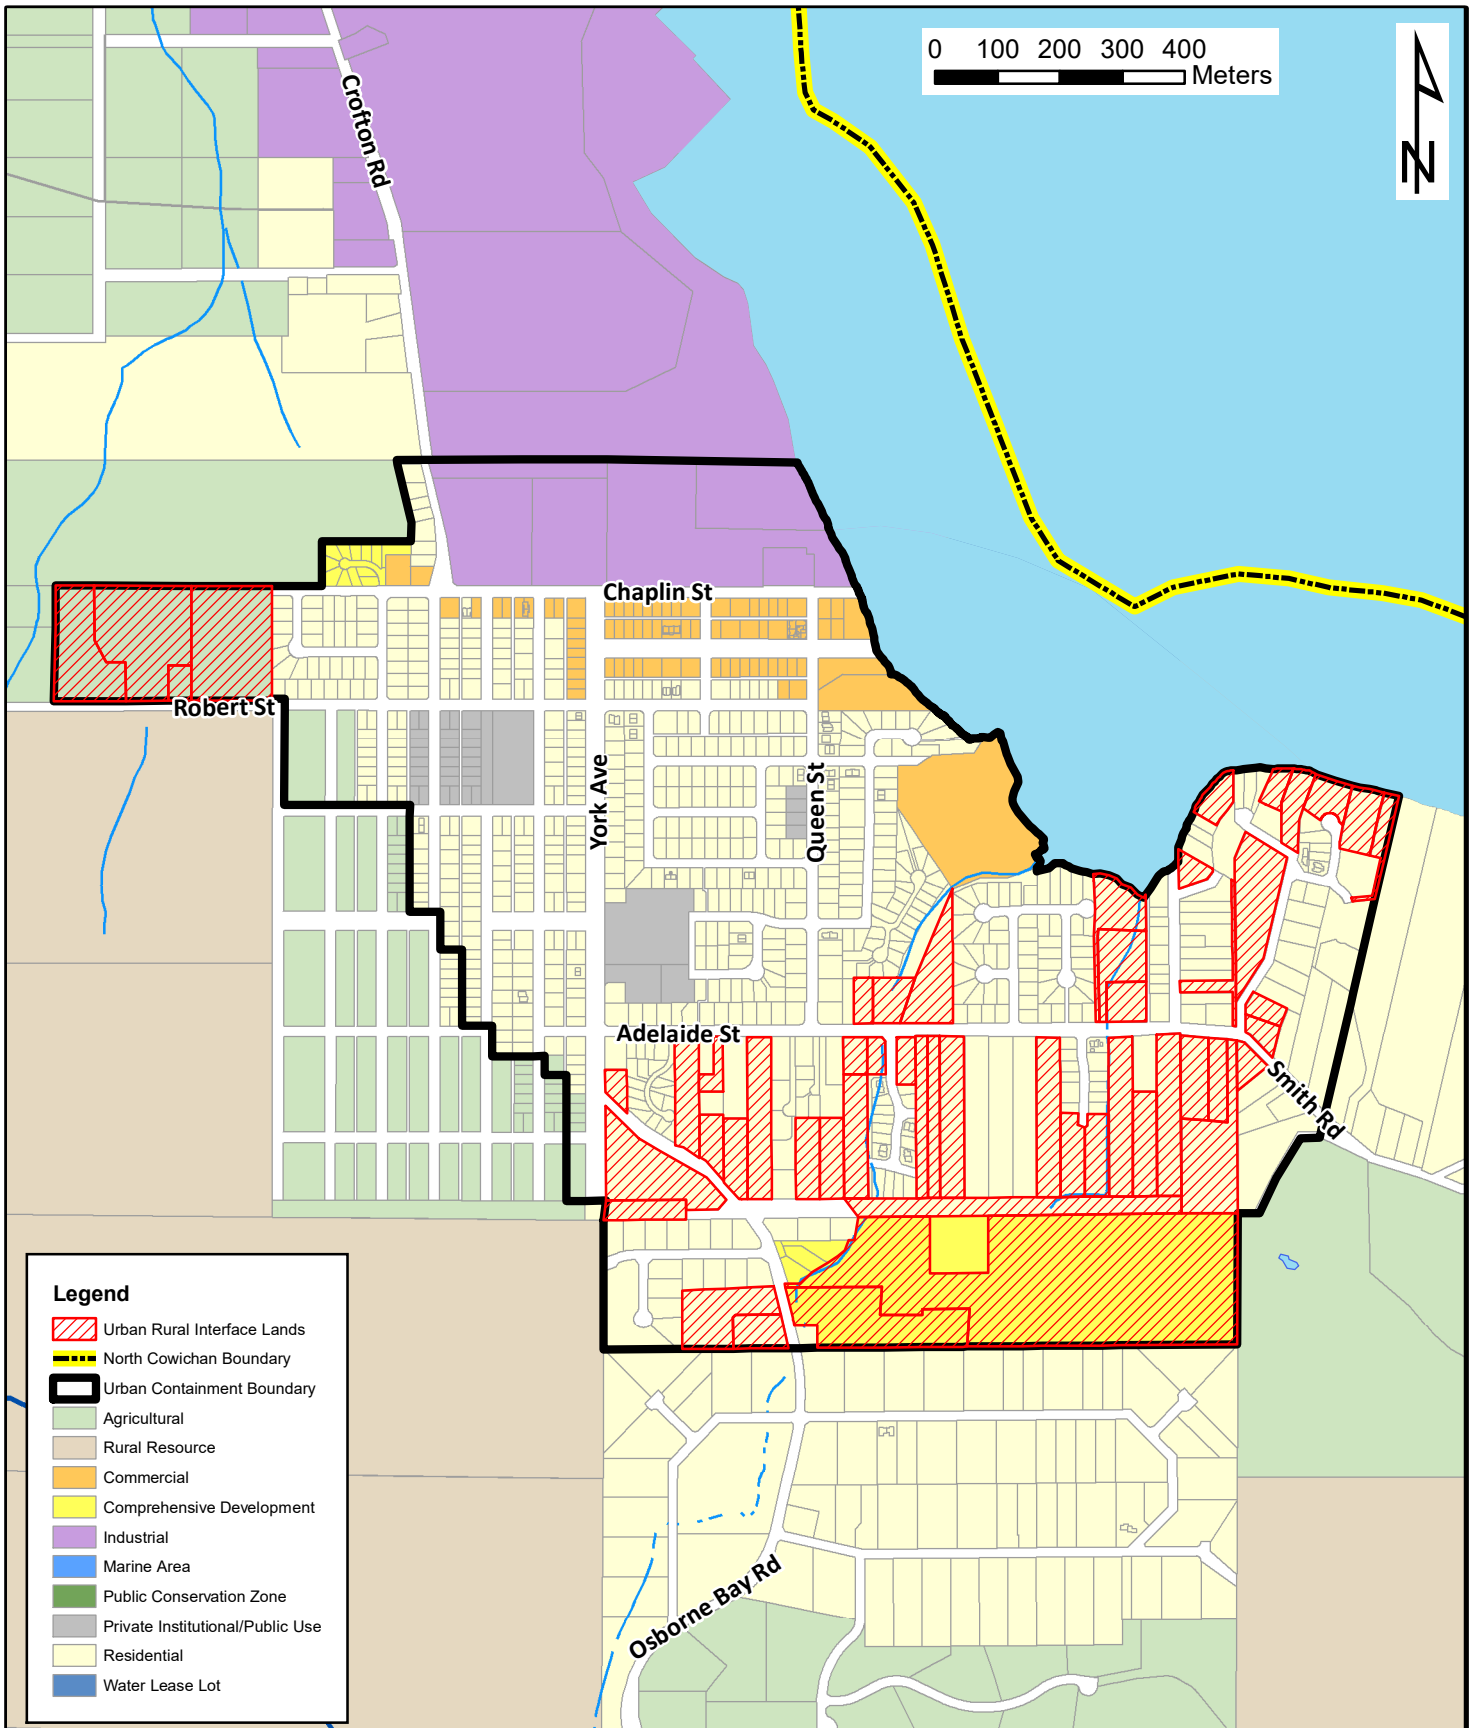 0 100 200 300 400
Meters
N
Crofton Rd
Chaplin St
Robert St
York Ave
Queen St
Adelaide St
Smith Rd
Osborne Bay Rd
Legend
Urban Rural Interface Lands
North Cowichan Boundary
Urban Containment Boundary
Agricultural
Rural Resource
Commercial
Comprehensive Development
Industrial
Marine Area
Public Conservation Zone
Private Institutional/Public Use
Residential
Water Lease Lot